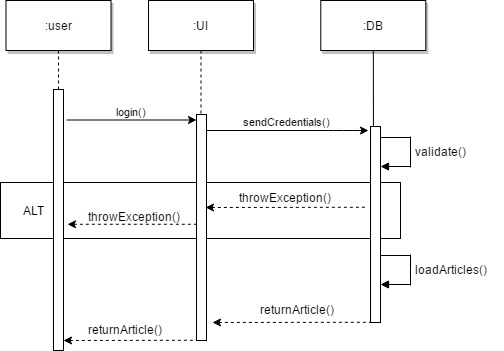 :user
:UI
:DB
login()
sendCredentials()
validate()
throwException()
ALT
throwException()
loadArticles()
returnArticle()
returnArticle()